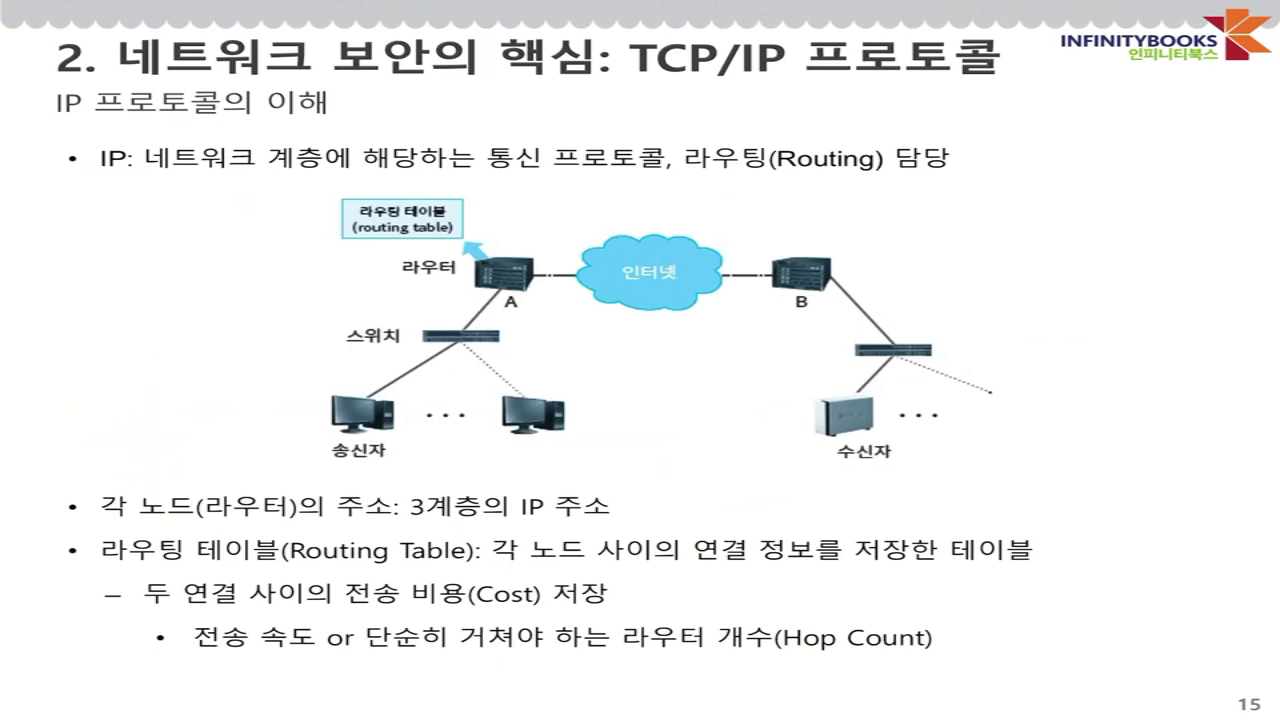 INFINITYBOOKS
인피니티북스
2. 네트워크 보안의 핵심: TCP/IP 프로토콜
IP 프로토콜의 이해
• IP: 네트워크 계층에 해당하는 통신 프로토콜, 라우팅(Routing) 담당
라우팅 테이블
(routing table)
라우터
인터넷
A
B
스위치
• • •
• • •
송신자
수신자
• 각 노드(라우터)의 주소: 3계층의 IP 주소
• 라우팅 테이블(Routing Table): 각 노드 사이의 연결 정보를 저장한 테이블
– 두 연결 사이의 전송 비용(Cost) 저장
• 전송 속도 or 단순히 거쳐야 하는 라우터 개수(Hop Count)
15